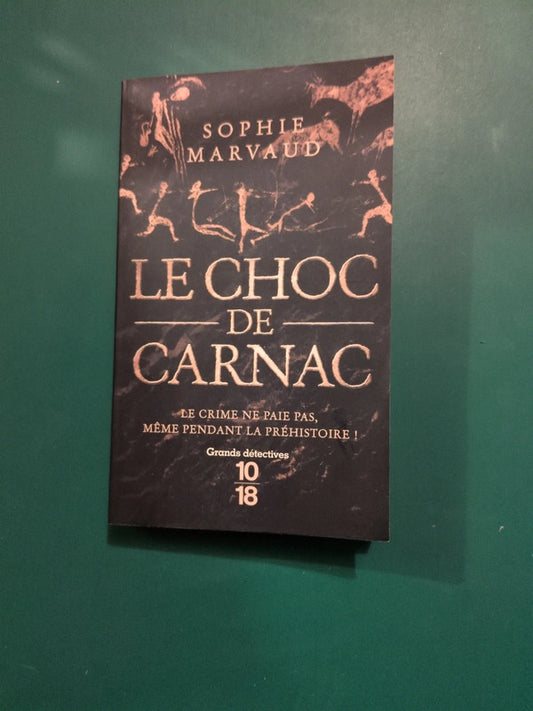 SOPHIE
MARVAUD
LE CHOC
DE
CARNAC
LE CRIME NE PAIE PAS,
MÊME PENDANT LA PRÉHISTOIRE !
Grands détectives
10
18